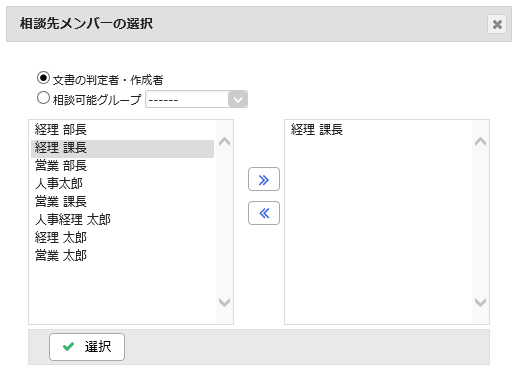 相談先メンバーの選択
文書の判定者・作成者
相談可能グループ ------
経理 部長
経理 課長
営業 部長
人事太郎
営業 課長
人事経理 太郎
経理 太郎
営業 太郎
経理 課長
選択